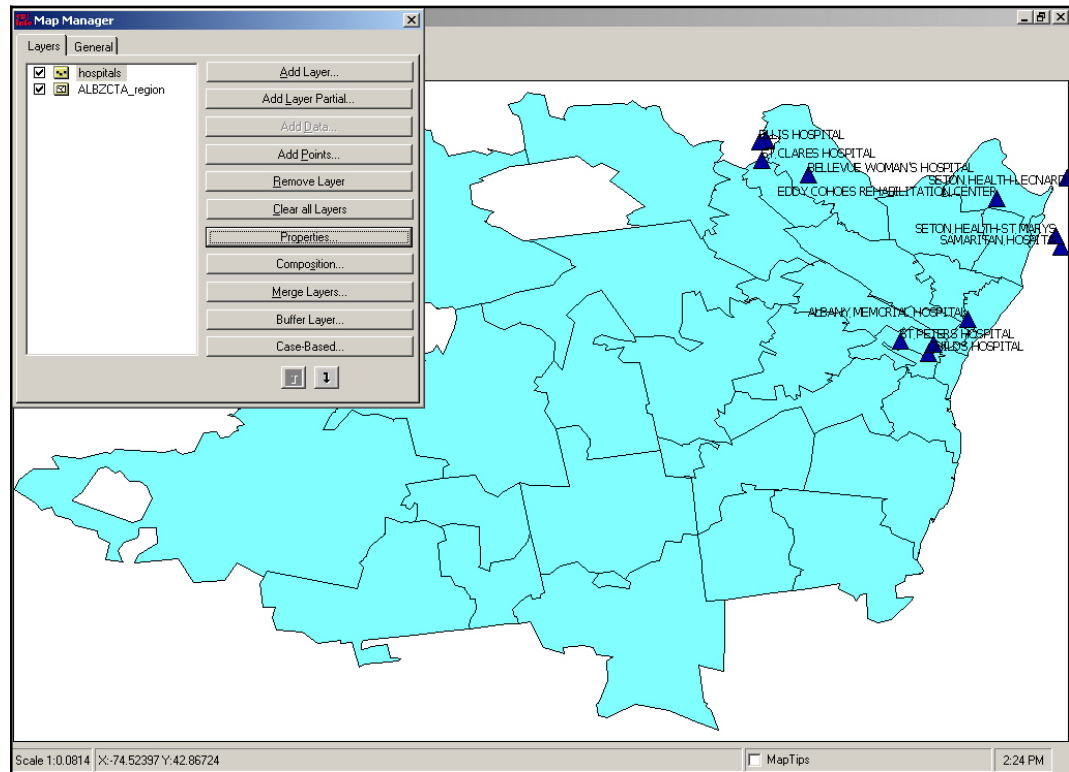 Map Manager
Layers General
hospitals
ALBZCTA_region
Add Layer...
Add Layer Partial...
Add Data...
Add Points...
Remove Layer
Clear all Layers
Properties...
Composition...
Merge Layers...
Buffer Layer...
Case-Based...
ELLIS HOSPITAL
ST. CLARES HOSPITAL
BELLEVUE WOMAN'S HOSPITAL
SETON HEALTH-LEONARD
EDDY COHOES REHABILITATION CENTER
SETON HEALTH-ST MARYS
SAMARITAN HOSPITAL
ALBANY MEMORIAL HOSPITAL
ST PETERS HOSPITAL
CHILDS HOSPITAL
Scale 1:0.0814 X:-74.52397 Y:42.86724 MapTips 2:24 PM